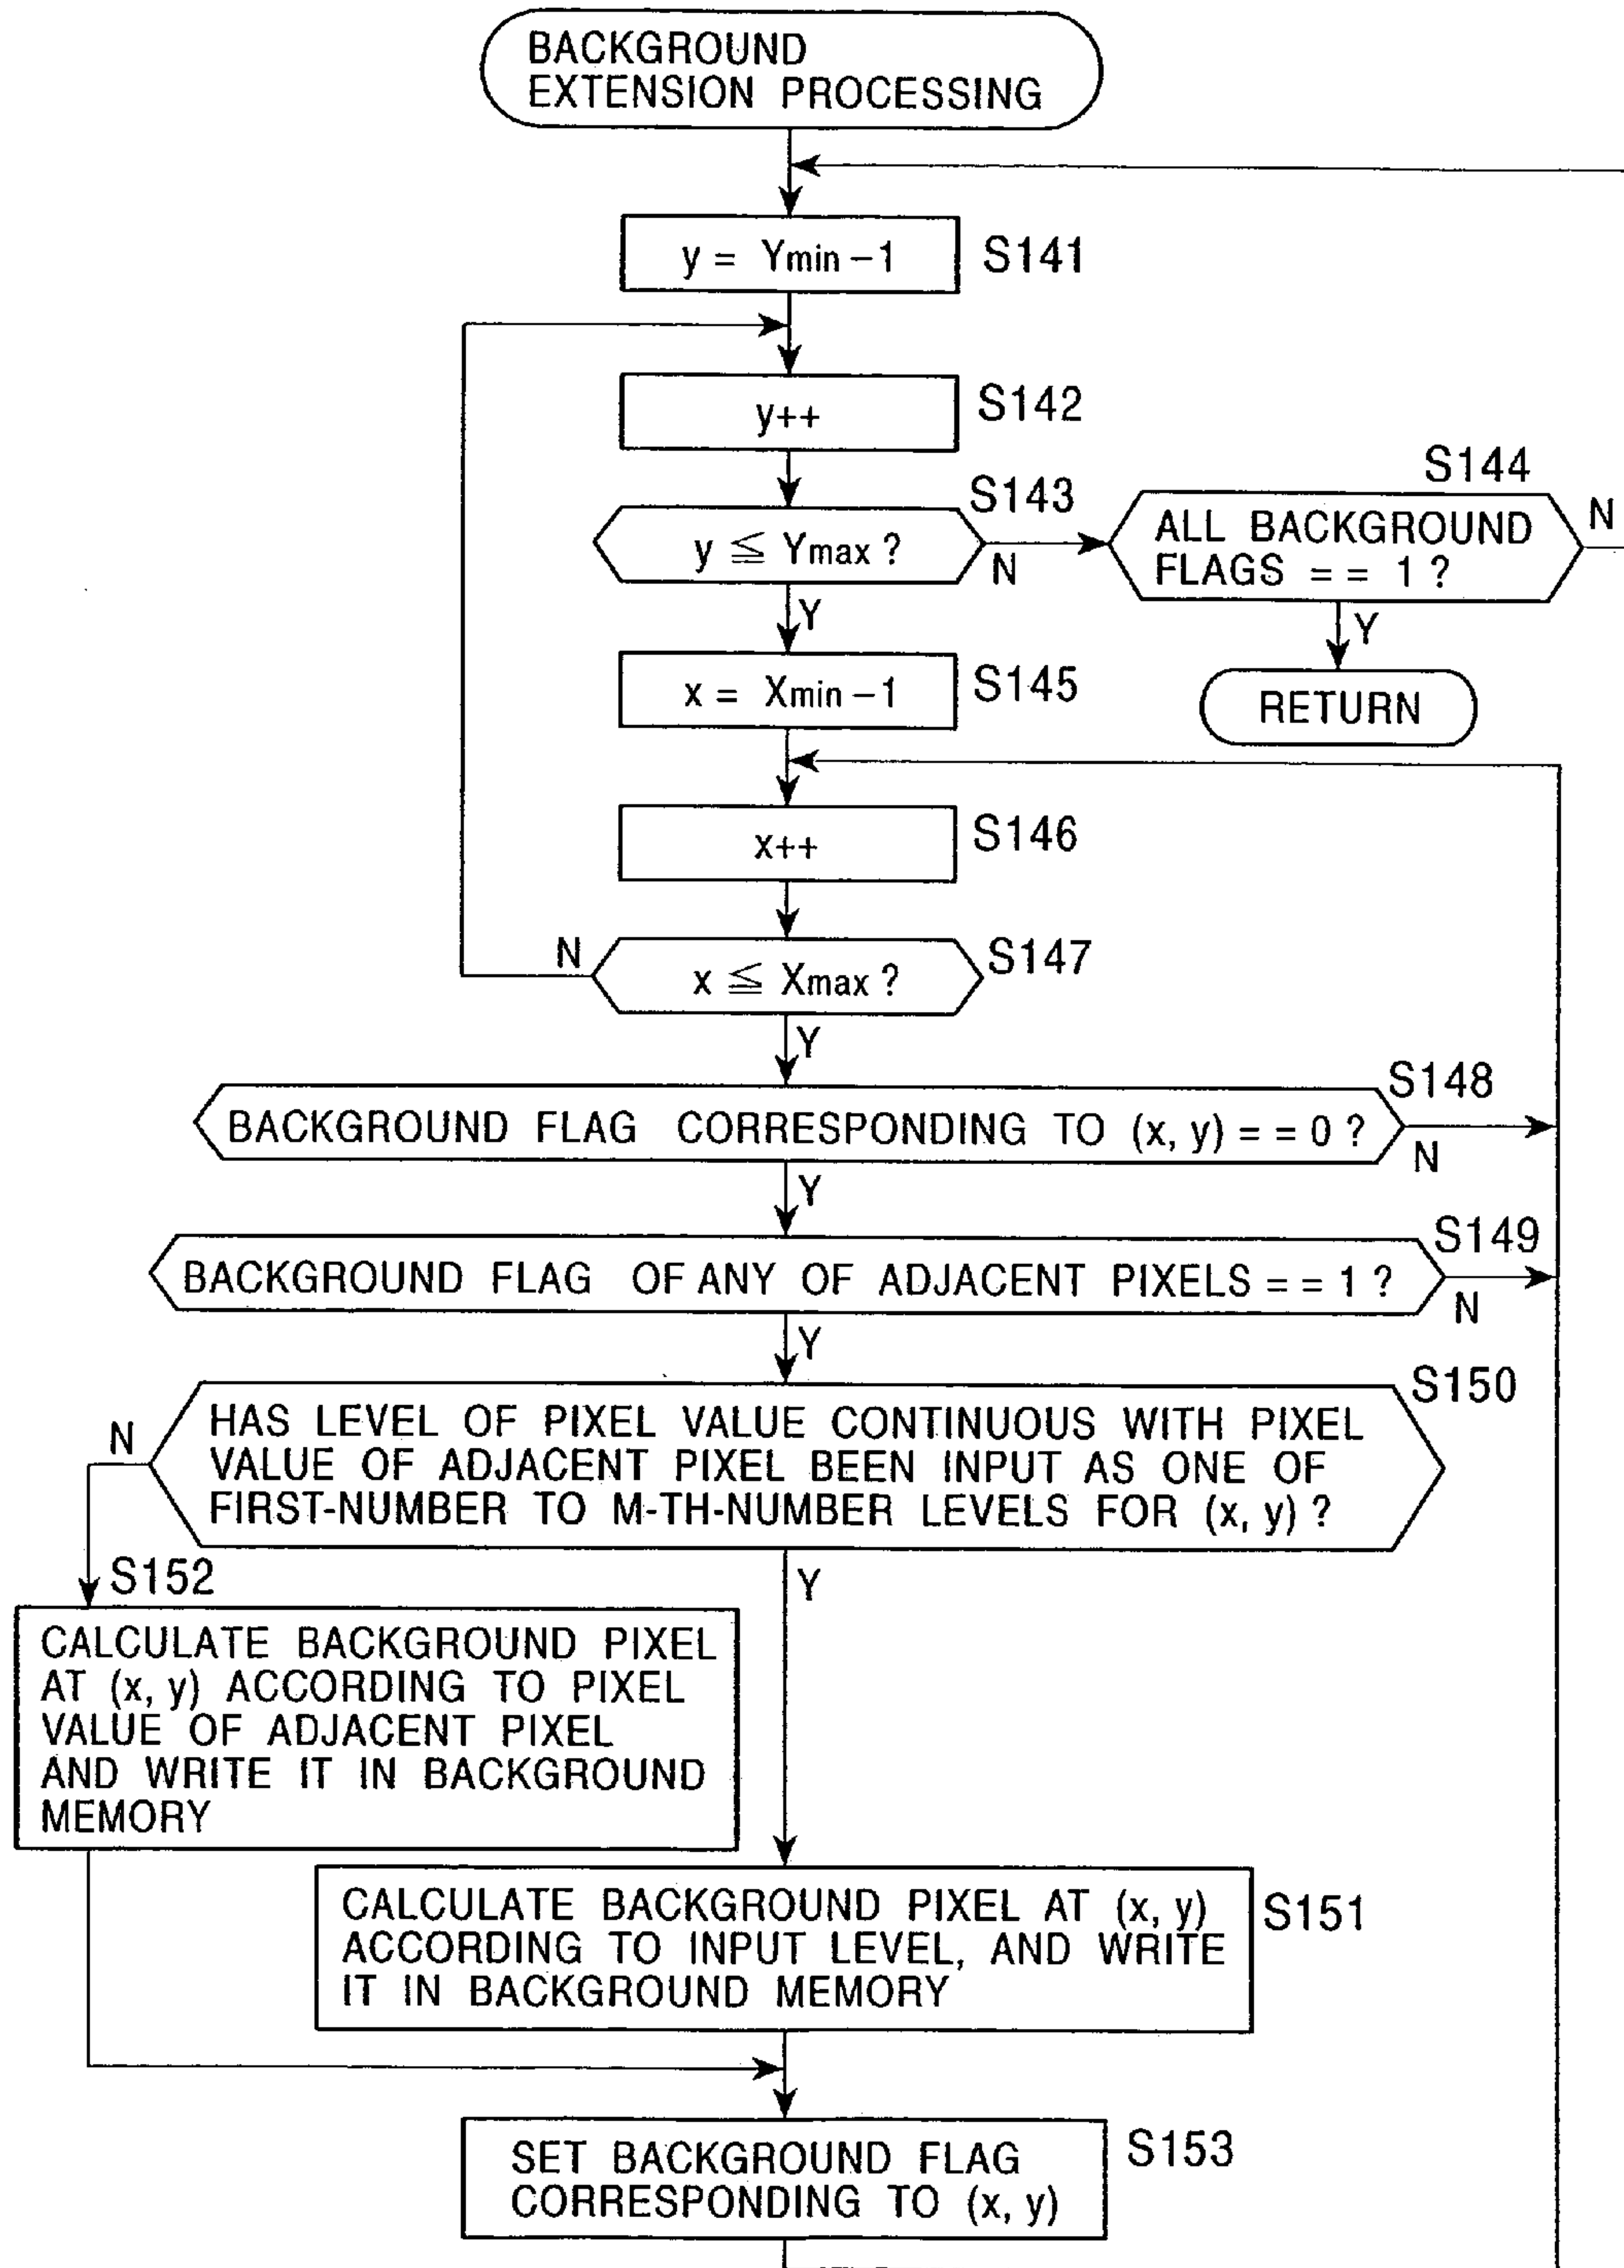 BACKGROUND
EXTENSION PROCESSING
y = Ymin −1
S141
y++
S142
y ≦ Ymax ?
S143
N
Y
S144
ALL BACKGROUND
FLAGS = = 1 ?
N
Y
RETURN
x = Xmin −1
S145
x++
S146
x ≦ Xmax ?
S147
N
Y
BACKGROUND FLAG CORRESPONDING TO (x, y) = = 0 ?
S148
N
Y
BACKGROUND FLAG OF ANY OF ADJACENT PIXELS = = 1 ?
S149
N
Y
HAS LEVEL OF PIXEL VALUE CONTINUOUS WITH PIXEL
VALUE OF ADJACENT PIXEL BEEN INPUT AS ONE OF
FIRST-NUMBER TO M-TH-NUMBER LEVELS FOR (x, y) ?
S150
N
Y
S152
CALCULATE BACKGROUND PIXEL
AT (x, y) ACCORDING TO PIXEL
VALUE OF ADJACENT PIXEL
AND WRITE IT IN BACKGROUND
MEMORY
CALCULATE BACKGROUND PIXEL AT (x, y)
ACCORDING TO INPUT LEVEL, AND WRITE
IT IN BACKGROUND MEMORY
S151
SET BACKGROUND FLAG
CORRESPONDING TO (x, y)
S153